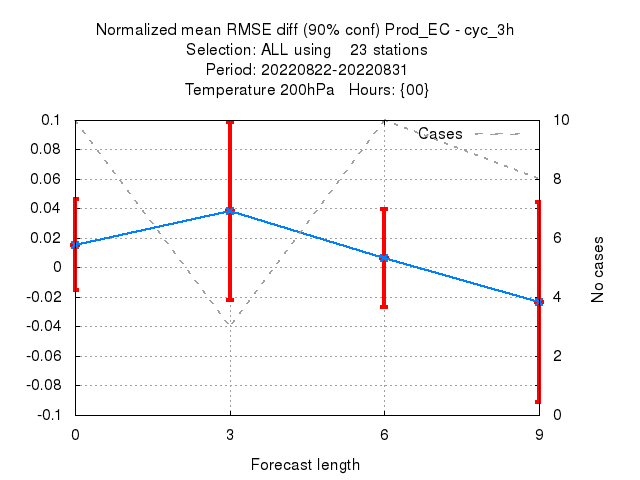 Normalized mean RMSE diff (90% conf) Prod_EC - cyc_3h
Selection: ALL using    23 stations
Period: 20220822-20220831
Temperature 200hPa   Hours: {00}
Cases
0.1
0.08
0.06
0.04
0.02
0
-0.02
-0.04
-0.06
-0.08
-0.1
10
8
6
4
2
0
No cases
0 3 6 9
Forecast length